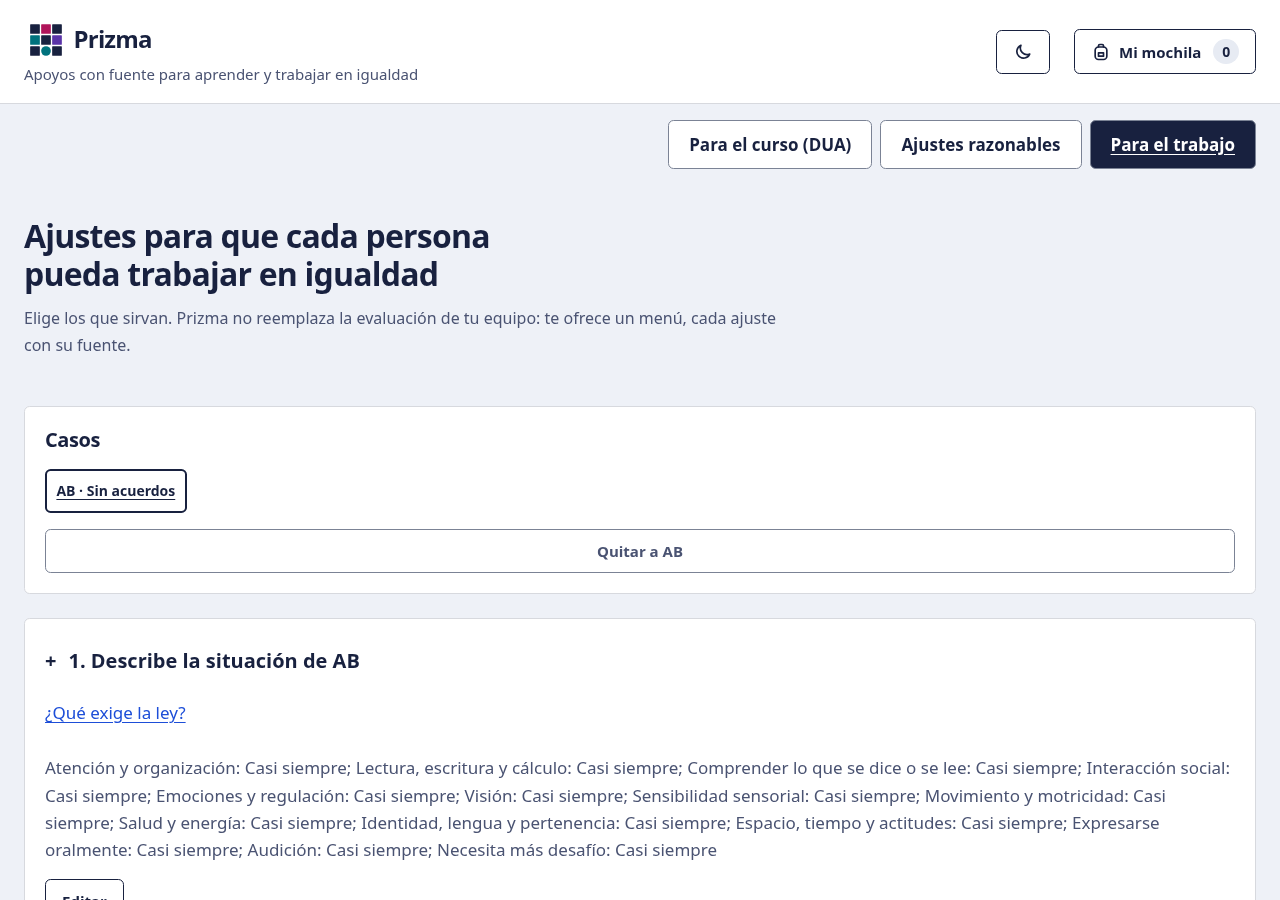 Prizma
Apoyos con fuente para aprender y trabajar en igualdad
Mi mochila 0
Para el curso (DUA)
Ajustes razonables
Para el trabajo
Ajustes para que cada persona
pueda trabajar en igualdad
Elige los que sirvan. Prizma no reemplaza la evaluación de tu equipo: te ofrece un menú, cada ajuste
con su fuente.
Casos
AB · Sin acuerdos
Quitar a AB
+ 1. Describe la situación de AB
¿Qué exige la ley?
Atención y organización: Casi siempre; Lectura, escritura y cálculo: Casi siempre; Comprender lo que se dice o se lee: Casi siempre; Interacción social:
Casi siempre; Emociones y regulación: Casi siempre; Visión: Casi siempre; Sensibilidad sensorial: Casi siempre; Movimiento y motricidad: Casi
siempre; Salud y energía: Casi siempre; Identidad, lengua y pertenencia: Casi siempre; Espacio, tiempo y actitudes: Casi siempre; Expresarse
oralmente: Casi siempre; Audición: Casi siempre; Necesita más desafío: Casi siempre
Editar